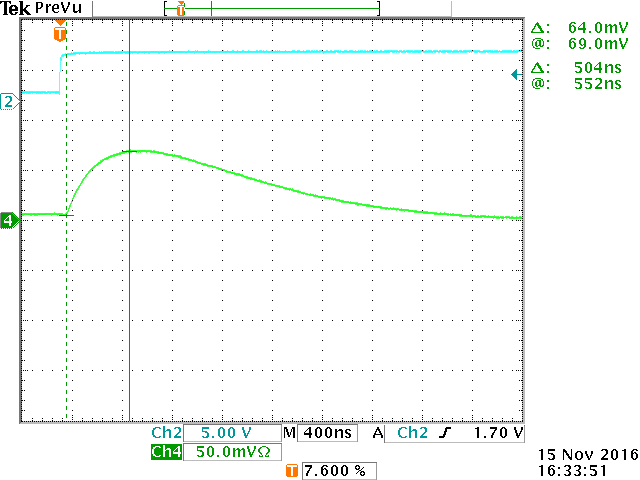 Tek PreVu
T
T
Δ: 64.0mV
@: 69.0mV
Δ: 504ns
@: 552ns
2
4
Ch2 5.00 V M 400ns A Ch2 1.70 V
Ch4 50.0mVΩ
T 7.600 %
15 Nov 2016
16:33:51